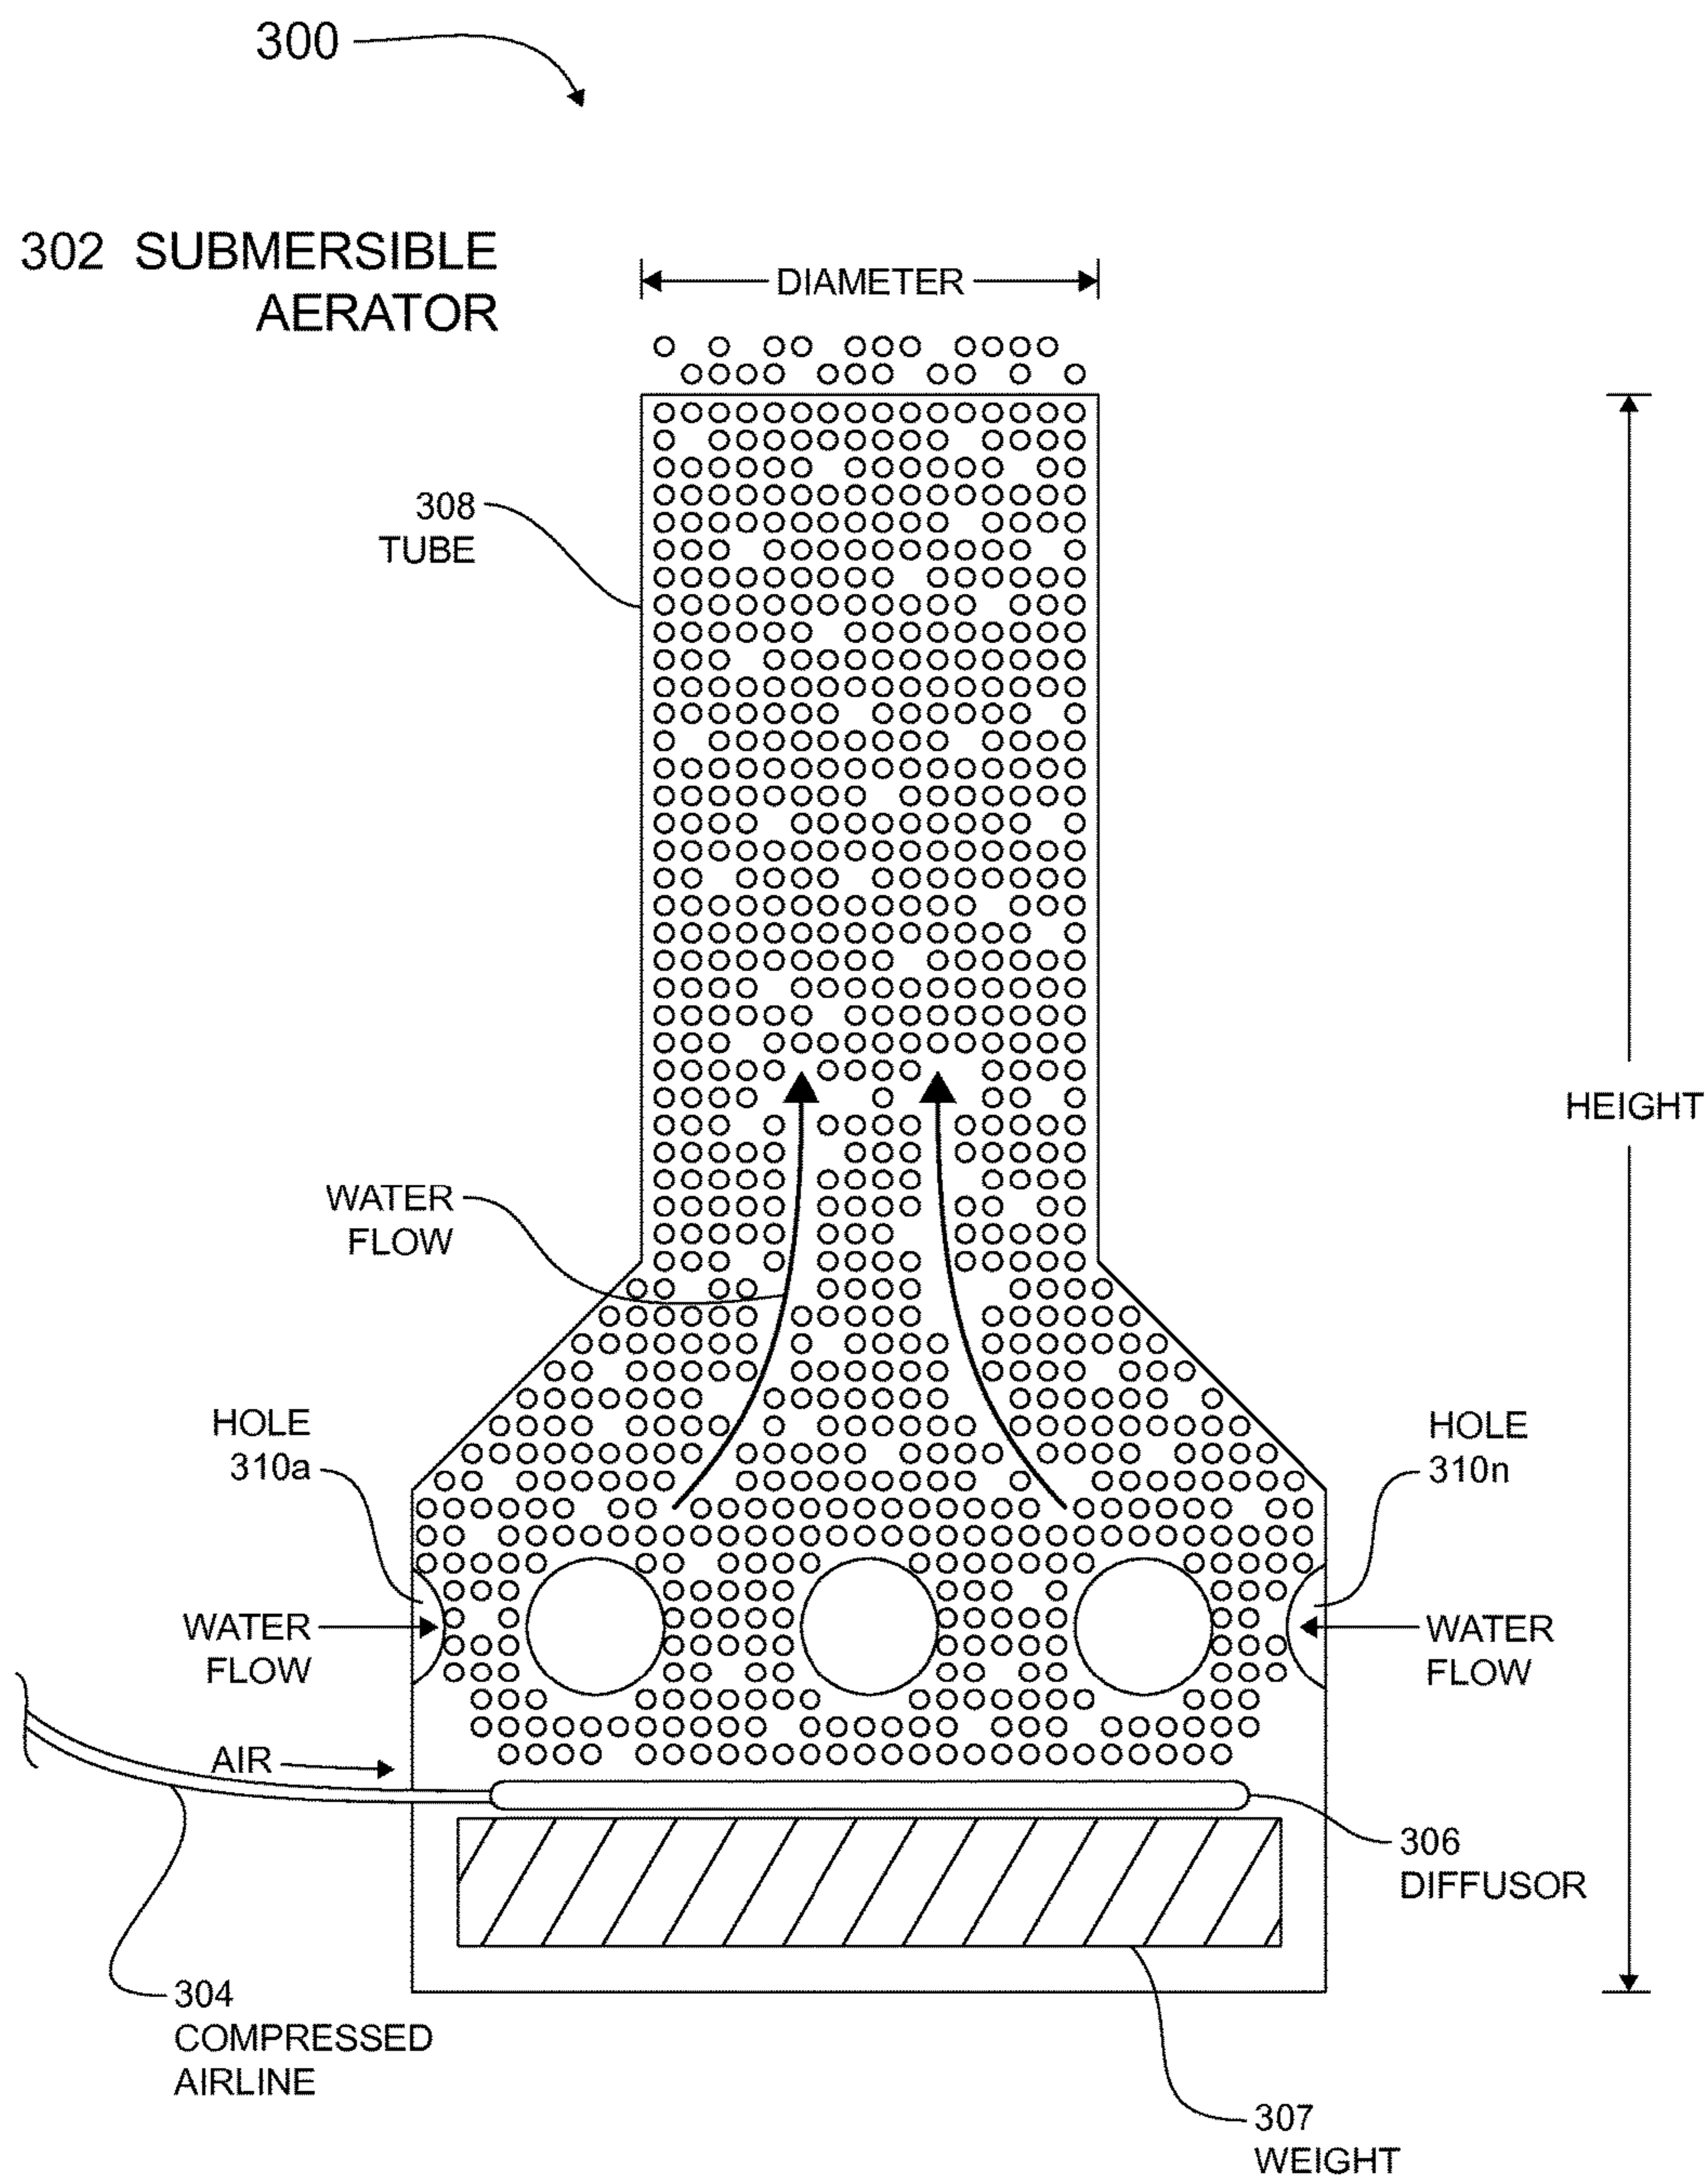 300
302 SUBMERSIBLE
AERATOR
DIAMETER
308
TUBE
HEIGHT
WATER
FLOW
HOLE
310a
HOLE
310n
WATER
FLOW
WATER
FLOW
AIR
306
DIFFUSOR
304
COMPRESSED
AIRLINE
307
WEIGHT